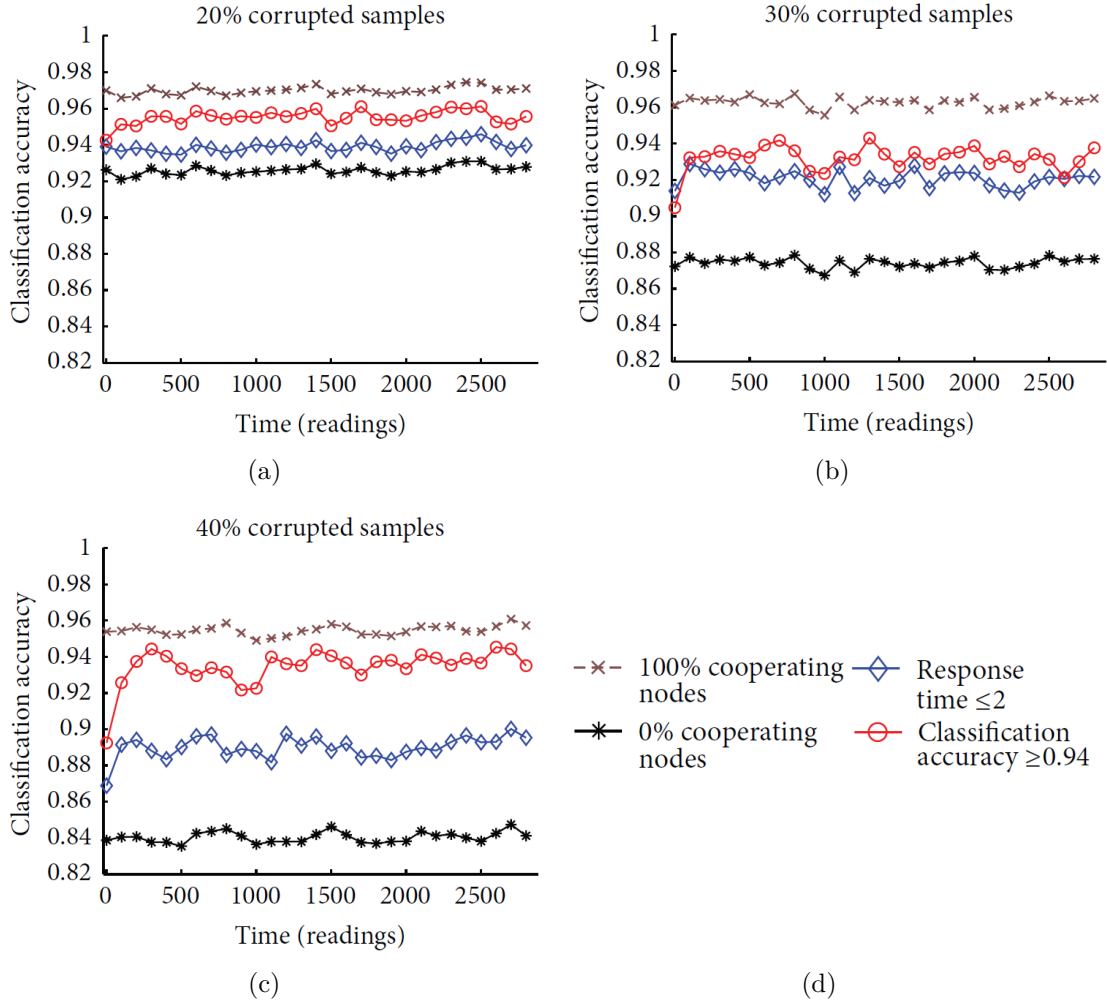 20% corrupted samples
Classification accuracy
1
0.98
0.96
0.94
0.92
0.9
0.88
0.86
0.84
0.82
0 500 1000 1500 2000 2500
Time (readings)
(a)
30% corrupted samples
Classification accuracy
1
0.98
0.96
0.94
0.92
0.9
0.88
0.86
0.84
0.82
0 500 1000 1500 2000 2500
Time (readings)
(b)
40% corrupted samples
Classification accuracy
1
0.98
0.96
0.94
0.92
0.9
0.88
0.86
0.84
0.82
0 500 1000 1500 2000 2500
Time (readings)
(c)
100% cooperating
nodes
0% cooperating
nodes
Response
time ≤2
Classification
accuracy ≥0.94
(d)